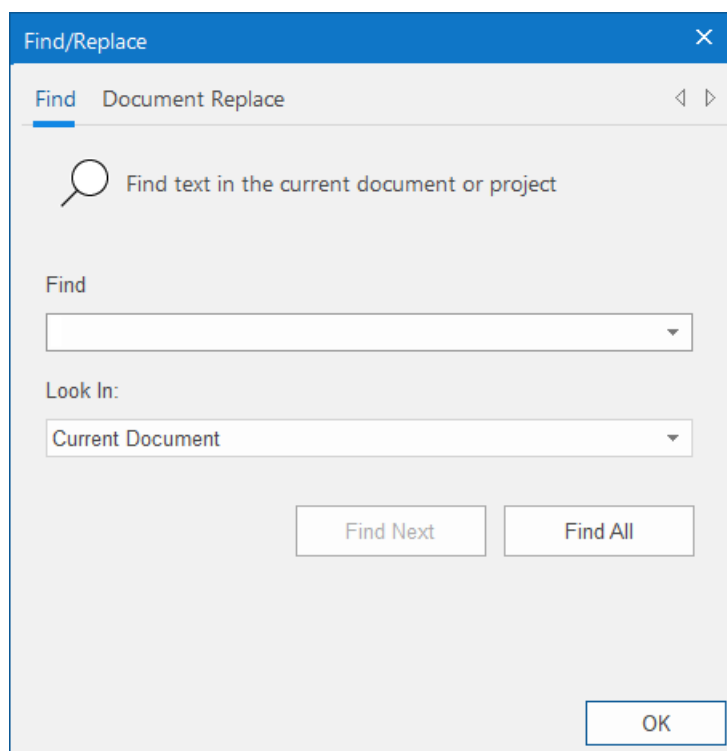 Find/Replace
Find Document Replace
Find text in the current document or project
Find
Look In:
Current Document
Find Next Find All
OK